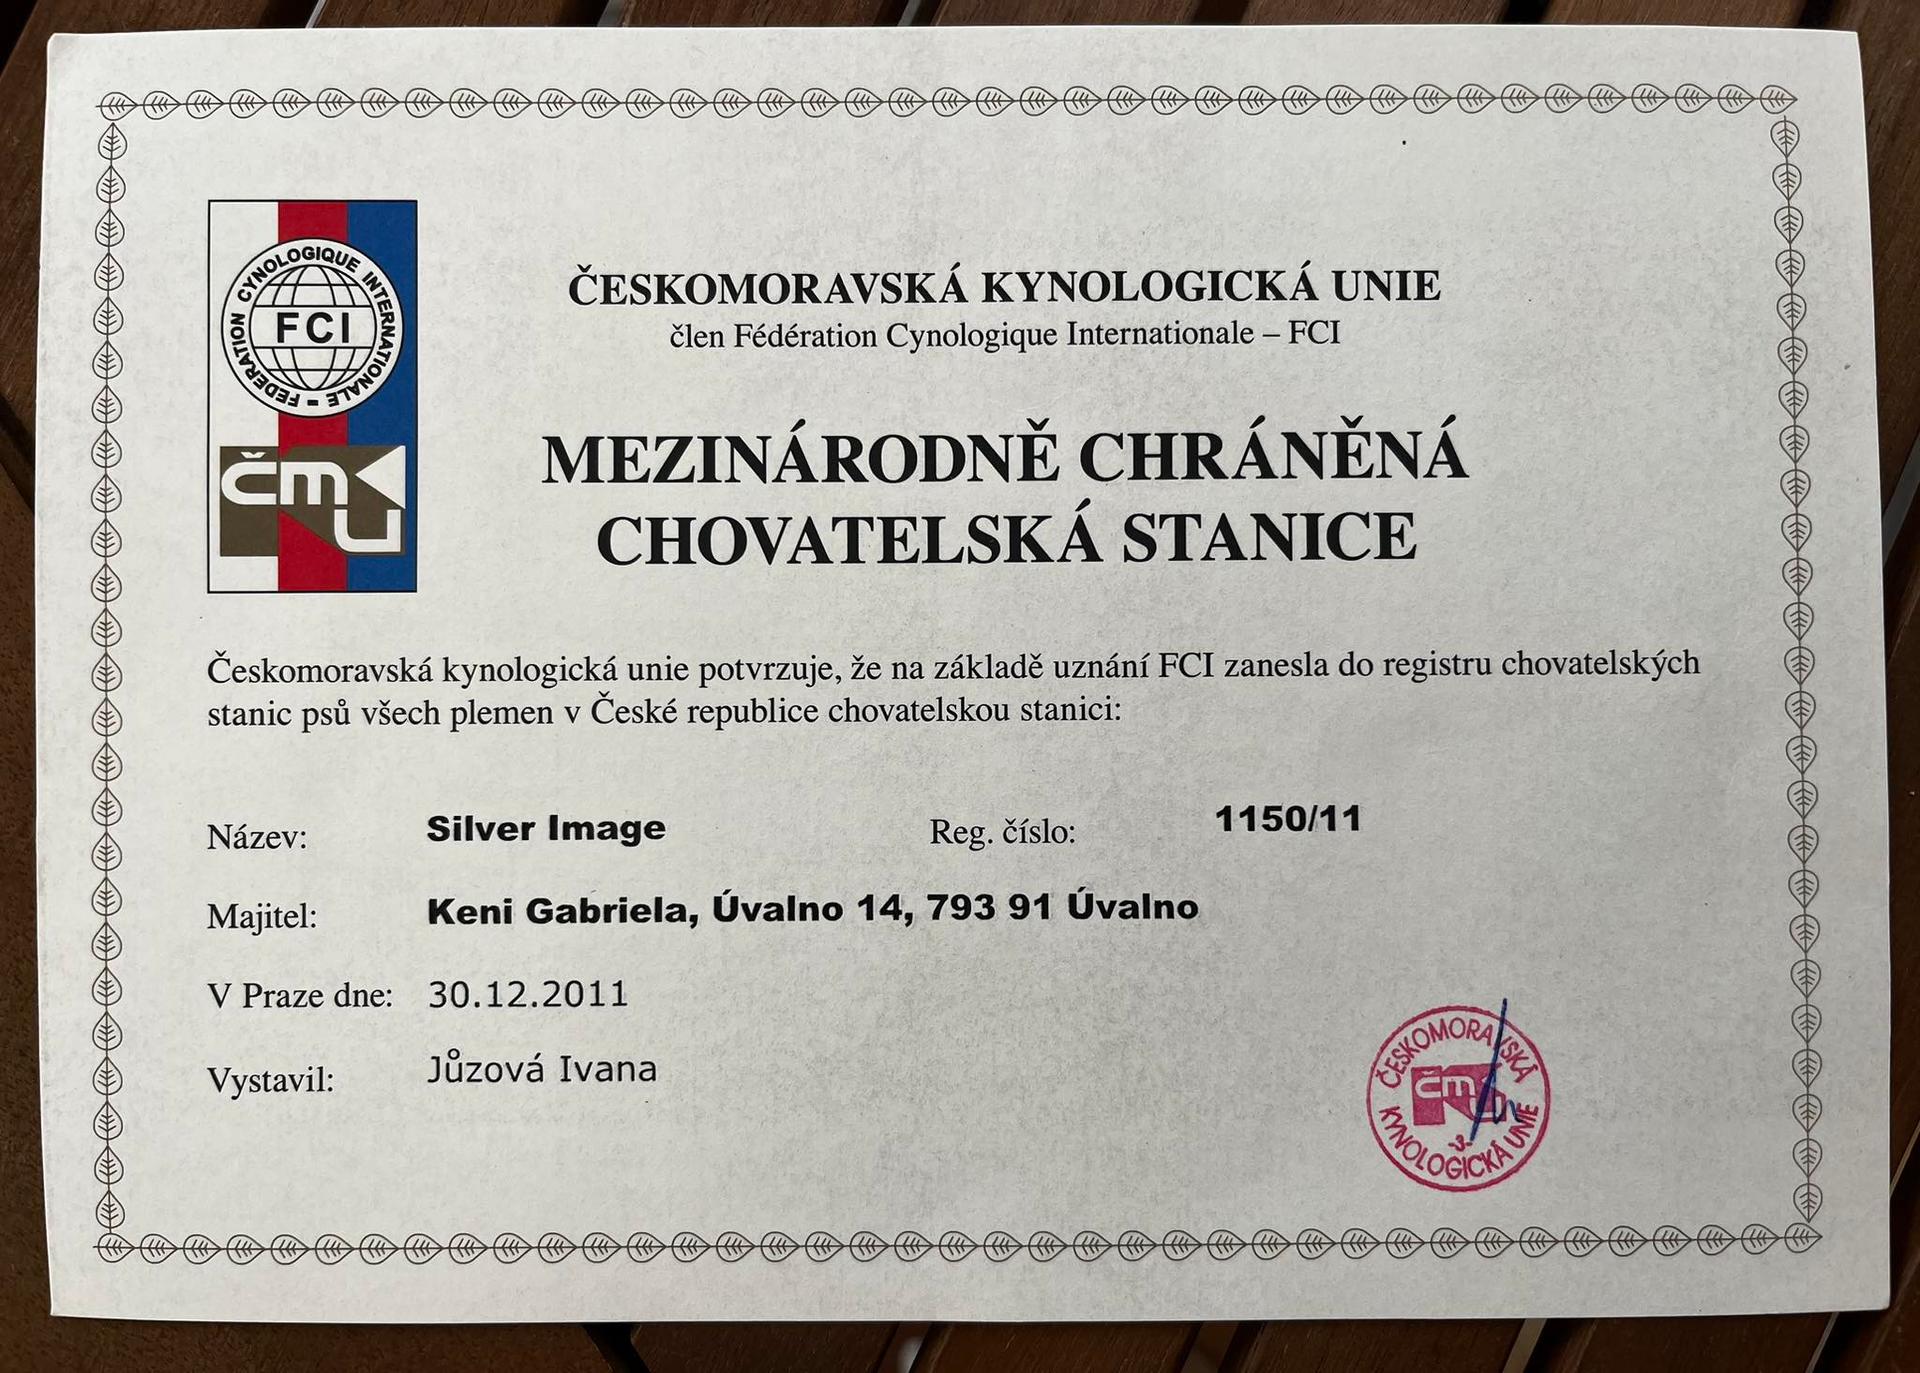 FEDERATION CYNOLOGIQUE INTERNATIONALE –
FCI
ČMKU
ČESKOMORAVSKÁ KYNOLOGICKÁ UNIE
člen Fédération Cynologique Internationale – FCI
MEZINÁRODNĚ CHRÁNĚNÁ
CHOVATELSKÁ STANICE
Českomoravská kynologická unie potvrzuje, že na základě uznání FCI zanesla do registru chovatelských
stanic psů všech plemen v České republice chovatelskou stanici:
Název: Silver Image Reg. číslo: 1150/11
Majitel: Keni Gabriela, Úvalno 14, 793 91 Úvalno
V Praze dne: 30.12.2011
Vystavil: Jůzová Ivana
ČESKOMORAVSKÁ
ČMKU
KYNOLOGICKÁ UNIE